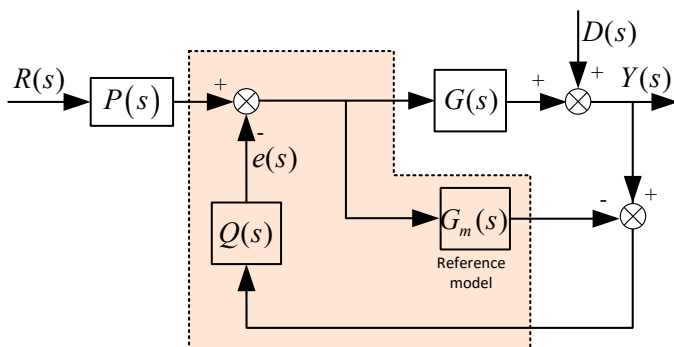 D(s)
R(s)
P(s)
+
G(s)
+
+
Y(s)
-
e(s)
Q(s)
G_m(s)
-
+
Reference
model